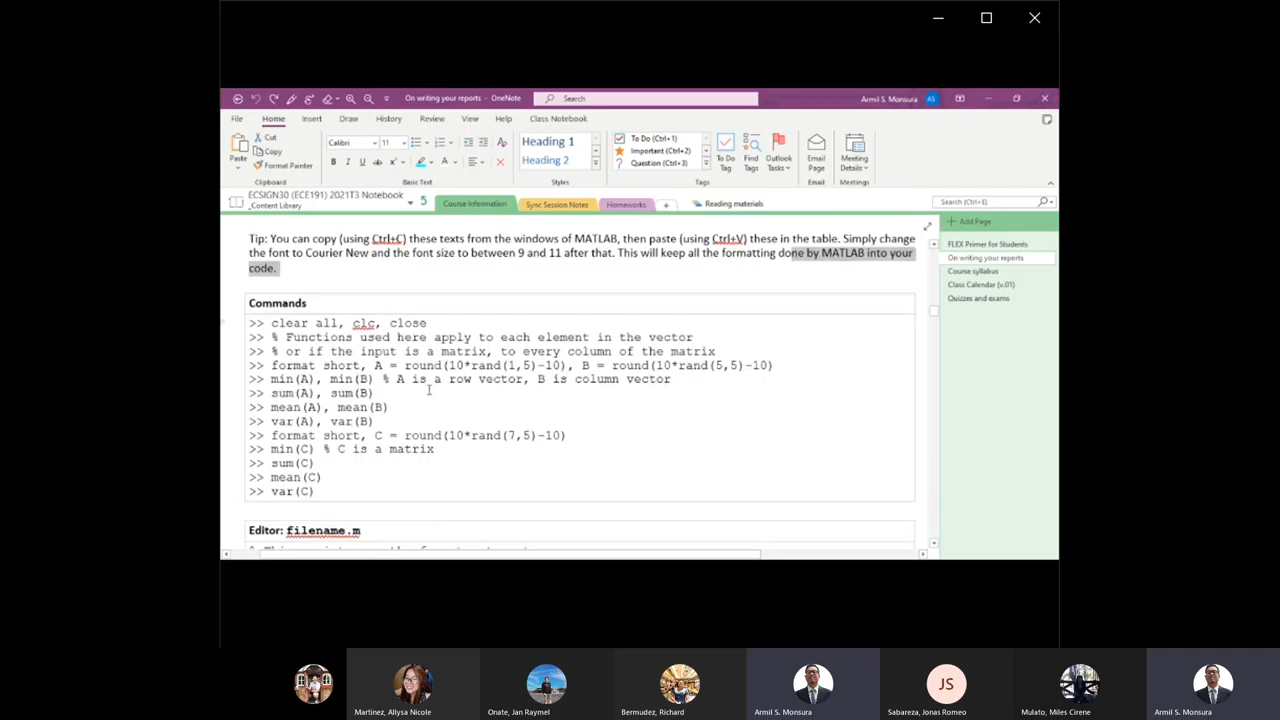 On writing your reports - OneNote
Search
Armil S. Monsura
AS
File Home Insert Draw History Review View Help Class Notebook
Paste
Cut
Copy
Format Painter
Clipboard
Calibri 11
B I U ab x
A
Basic Text
Heading 1
Heading 2
Styles
To Do (Ctrl+1)
Important (Ctrl+2)
Question (Ctrl+3)
To Do
Tag
Find
Tags
Outlook
Tasks
Tags
Email
Page
Email
Meeting
Details
Meetings
ECSIGN30 (ECE191) 2021T3 Notebook
_Content Library
5
Course Information
Sync Session Notes
Homeworks
+
Reading materials
Search (Ctrl+E)
Tip: You can copy (using Ctrl+C) these texts from the windows of MATLAB, then paste (using Ctrl+V) these in the table. Simply change
the font to Courier New and the font size to between 9 and 11 after that. This will keep all the formatting done by MATLAB into your
code.
Commands
>> clear all, clc, close
>> % Functions used here apply to each element in the vector
>> % or if the input is a matrix, to every column of the matrix
>> format short, A = round(10*rand(1,5)-10), B = round(10*rand(5,5)-10)
>> min(A), min(B) % A is a row vector, B is column vector
>> sum(A), sum(B)
>> mean(A), mean(B)
>> var(A), var(B)
>> format short, C = round(10*rand(7,5)-10)
>> min(C) % C is a matrix
>> sum(C)
>> mean(C)
>> var(C)
Editor: filename.m
Add Page
FLEX Primer for Students
On writing your reports
Course syllabus
Class Calendar (v.01)
Quizzes and exams
JS
Martinez, Allysa Nicole
Onate, Jan Raymel
Bermudez, Richard
Armil S. Monsura
Sabareza, Jonas Romeo
Mulato, Miles Cirene
Armil S. Monsura